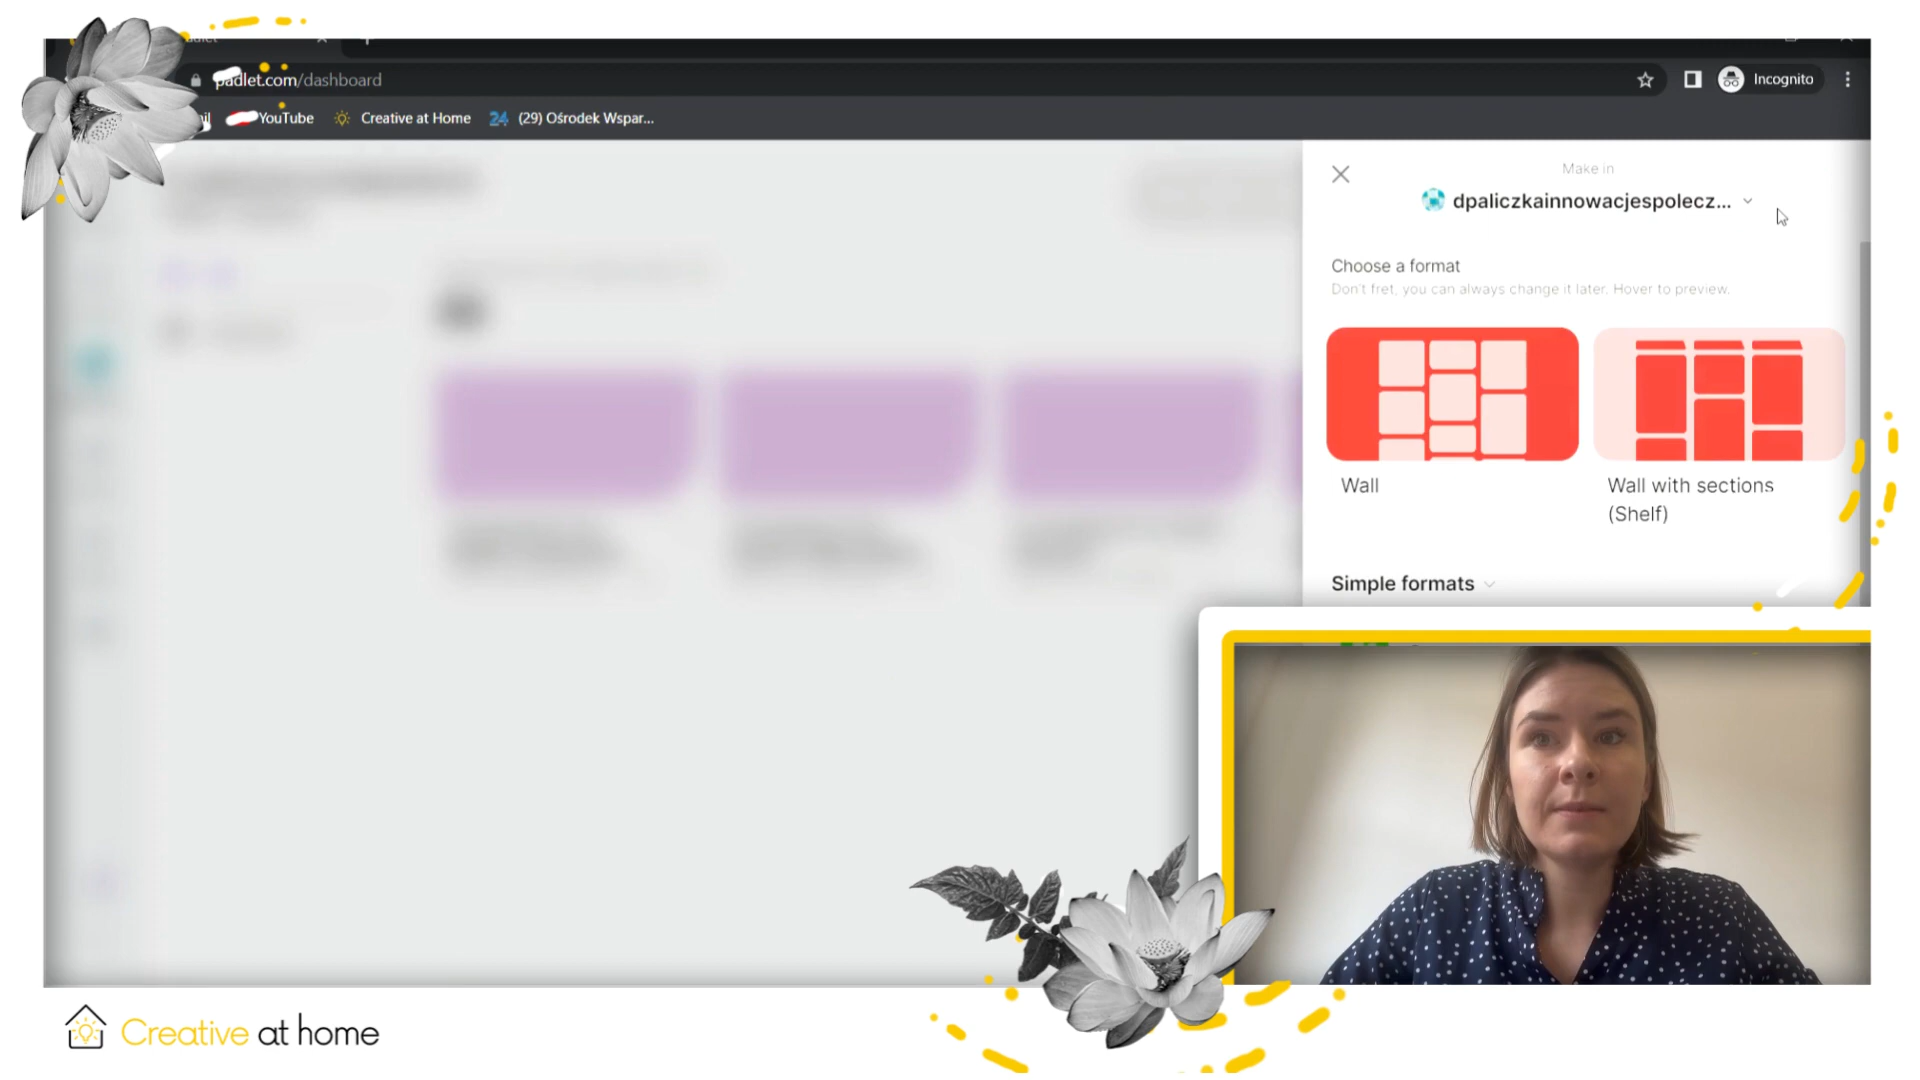 padlet.com/dashboard
Incognito
YouTube
Creative at Home
24 (29) Ośrodek Wspar...
Make in
dpaliczkainnowacjespolecz...
Choose a format
Don't fret, you can always change it later. Hover to preview.
Wall
Wall with sections
(Shelf)
Simple formats
Creative at home